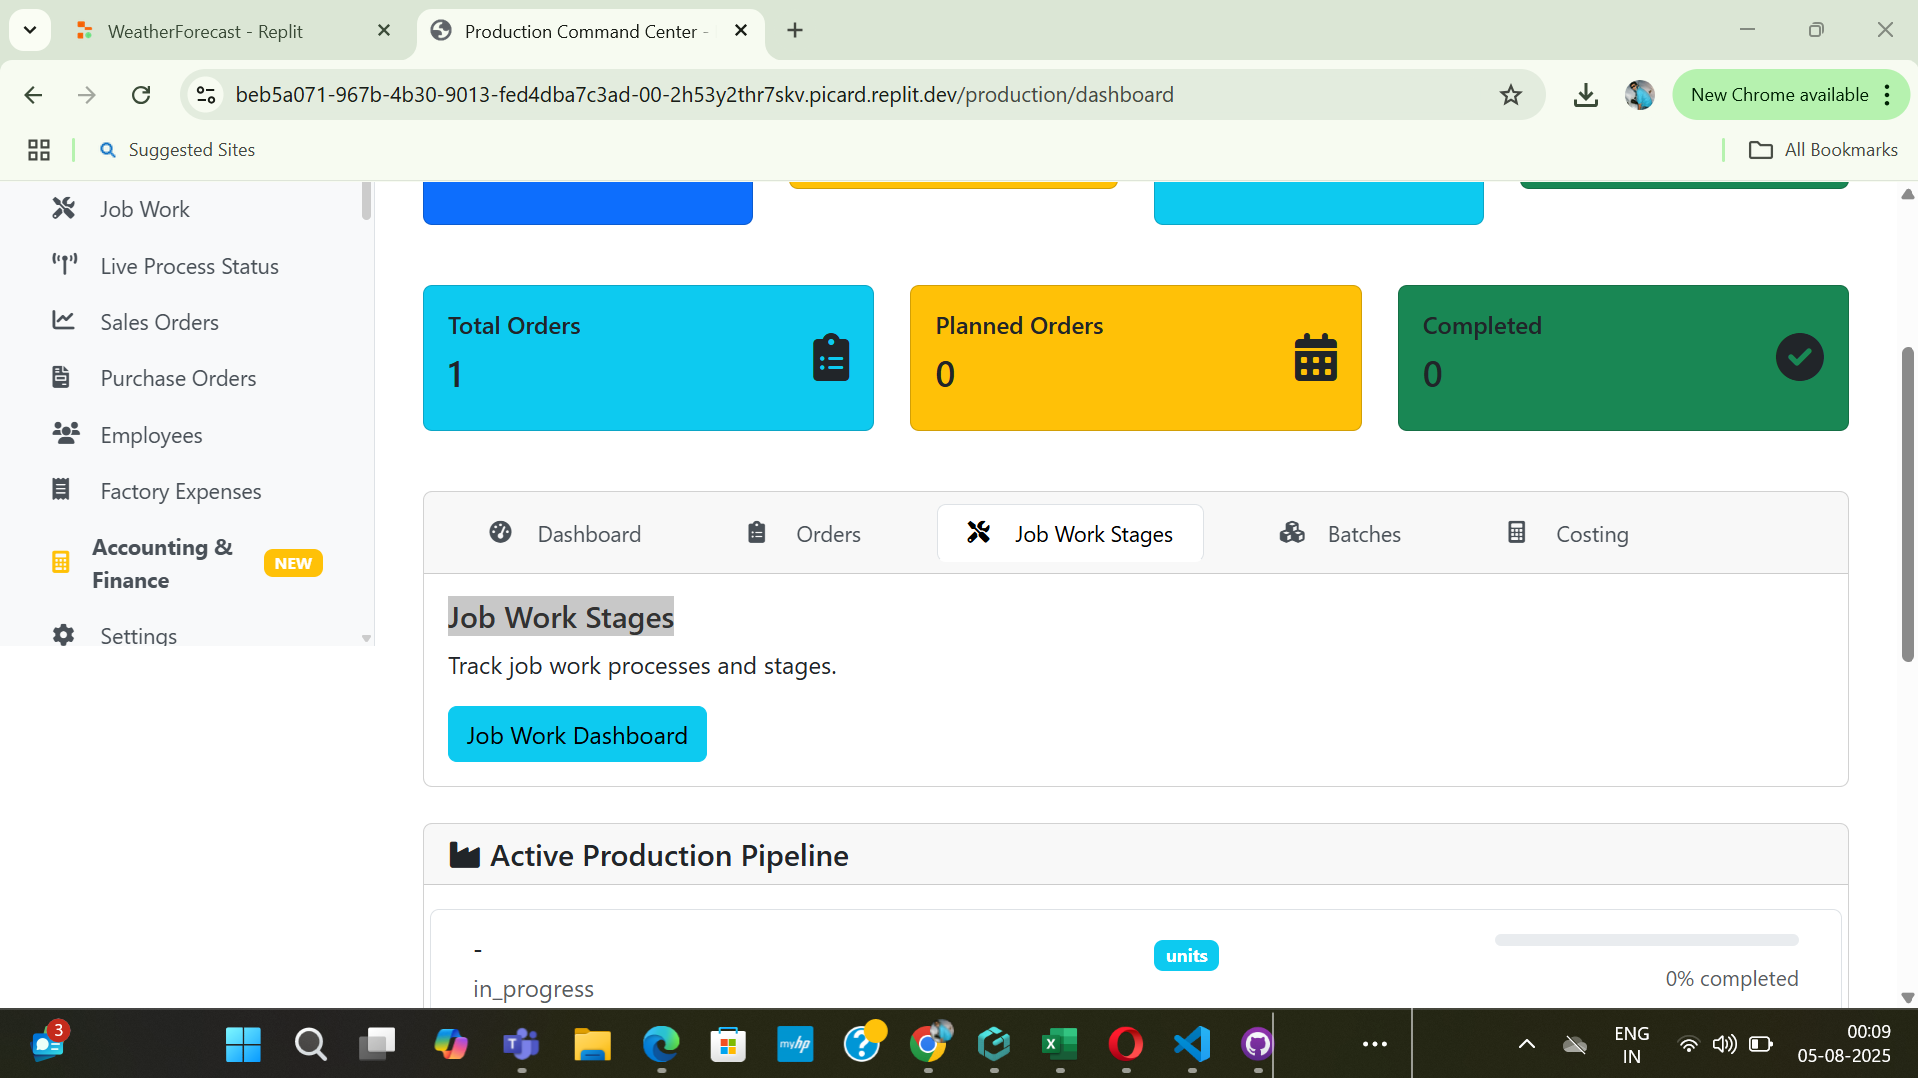 WeatherForecast - Replit
Production Command Center -
beb5a071-967b-4b30-9013-fed4dba7c3ad-00-2h53y2thr7skv.picard.replit.dev/production/dashboard
New Chrome available
Suggested Sites
All Bookmarks
Job Work
Live Process Status
Sales Orders
Purchase Orders
Employees
Factory Expenses
Accounting &
Finance
NEW
Settings
Total Orders
1
Planned Orders
0
Completed
0
Dashboard
Orders
Job Work Stages
Batches
Costing
Job Work Stages
Track job work processes and stages.
Job Work Dashboard
Active Production Pipeline
-
in_progress
units
0% completed
3
T
myhp
?
X
ENG
IN
00:09
05-08-2025